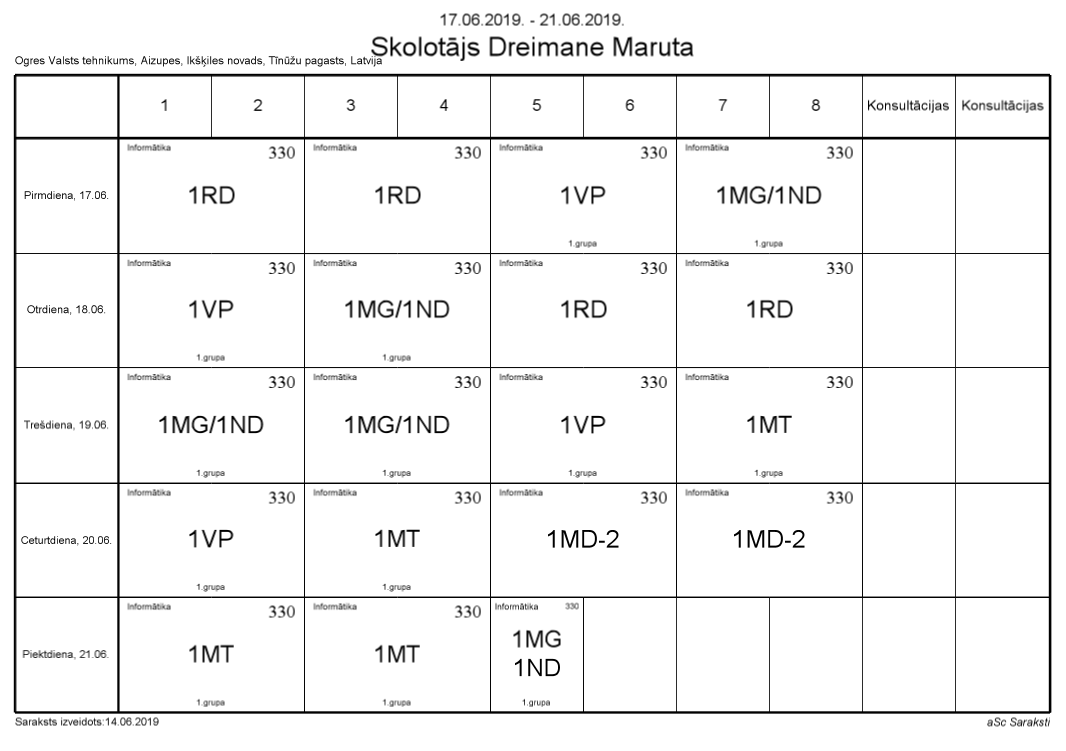 17.06.2019. - 21.06.2019.
Skolotājs Dreimane Maruta
Ogres Valsts tehnikums, Aizupes, Ikšķiles novads, Tīnūžu pagasts, Latvija
1 2 3 4 5 6 7 8 Konsultācijas Konsultācijas
Informātika 330 Informātika 330 Informātika 330 Informātika 330
Pirmdiena, 17.06. 1RD 1RD 1VP 1MG/1ND
1.grupa 1.grupa
Informātika 330 Informātika 330 Informātika 330 Informātika 330
Otrdiena, 18.06. 1VP 1MG/1ND 1RD 1RD
1.grupa 1.grupa
Informātika 330 Informātika 330 Informātika 330 Informātika 330
Trešdiena, 19.06. 1MG/1ND 1MG/1ND 1VP 1MT
1.grupa 1.grupa 1.grupa 1.grupa
Informātika 330 Informātika 330 Informātika 330 Informātika 330
Ceturtdiena, 20.06. 1VP 1MT 1MD-2 1MD-2
1.grupa 1.grupa
Informātika 330 Informātika 330 Informātika 330
Piektdiena, 21.06. 1MT 1MT 1MG
1ND
1.grupa 1.grupa 1.grupa
Saraksts izveidots:14.06.2019 aSc Saraksti